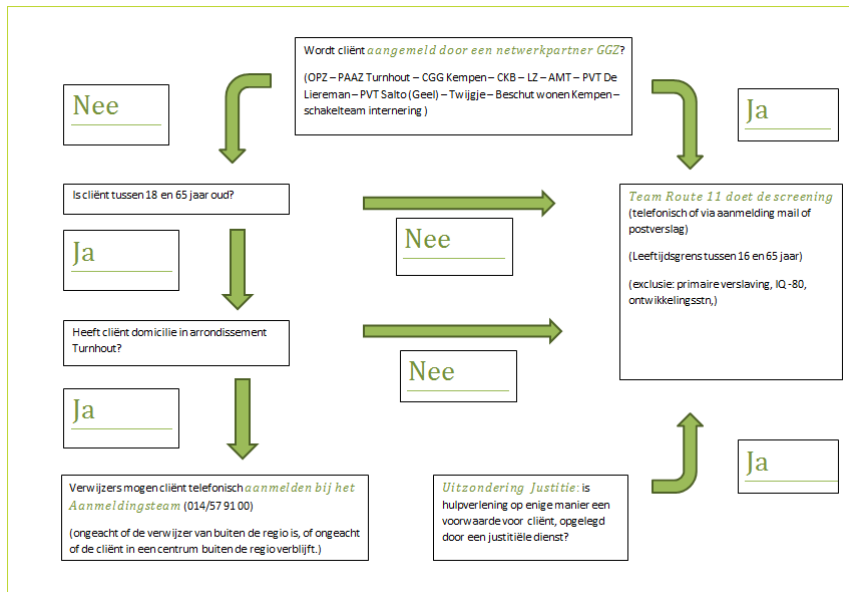 Wordt cliënt aangemeld door een netwerkpartner GGZ?
(OPZ – PAAZ Turnhout – CGG Kempen – CKB – LZ – AMT – PVT De
Liereman – PVT Salto (Geel) – Twijgje – Beschut wonen Kempen –
schakelteam internering )
Nee
Ja
Is cliënt tussen 18 en 65 jaar oud?
Team Route 11 doet de screening
(telefonisch of via aanmelding mail of
postverslag)
(Leeftijdsgrens tussen 16 en 65 jaar)
(exclusie: primaire verslaving, IQ -80,
ontwikkelingsstn,)
Ja
Nee
Heeft cliënt domicilie in arrondissement
Turnhout?
Nee
Ja
Ja
Verwijzers mogen cliënt telefonisch aanmelden bij het
Aanmeldingsteam (014/57 91 00)
(ongeacht of de verwijzer van buiten de regio is, of ongeacht
of de cliënt in een centrum buiten de regio verblijft.)
Uitzondering Justitie: is
hulpverlening op enige manier een
voorwaarde voor cliënt, opgelegd
door een justitiële dienst?